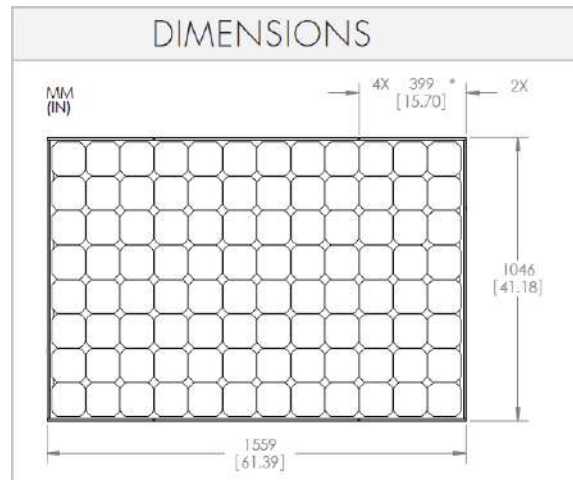 DIMENSIONS
MM
(IN)
4X 399 * 2X
[15.70]
1046
[41.18]
1559
[61.39]